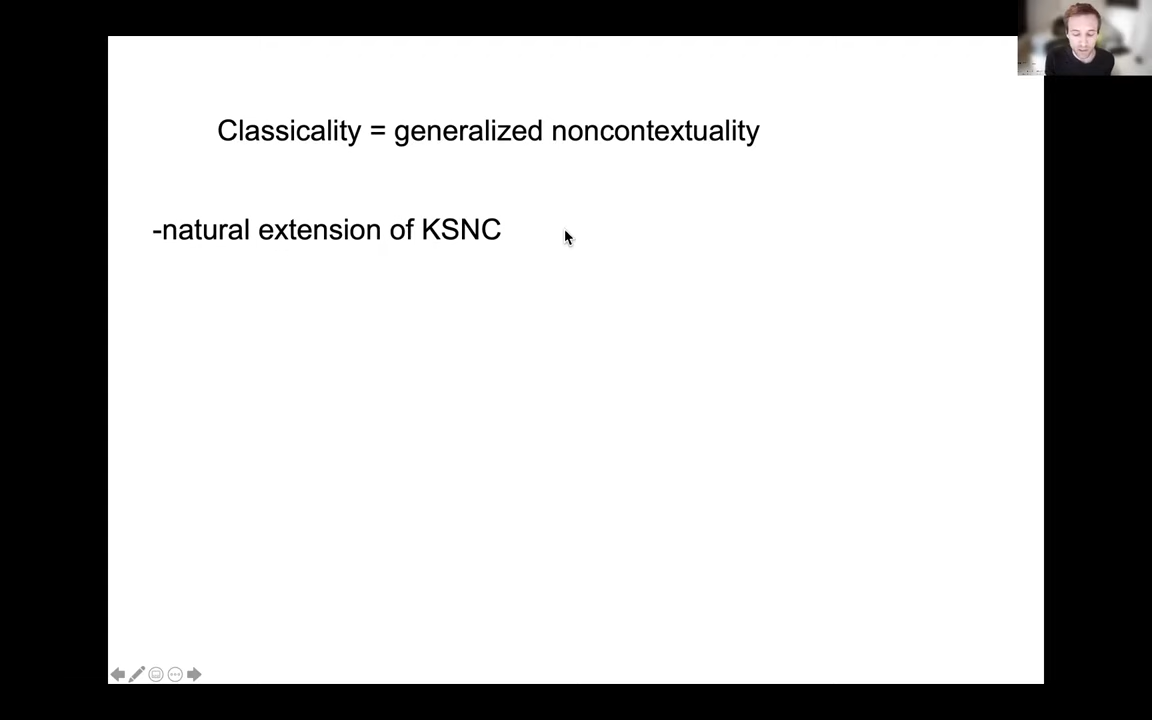 Classicality = generalized noncontextuality
-natural extension of KSNC